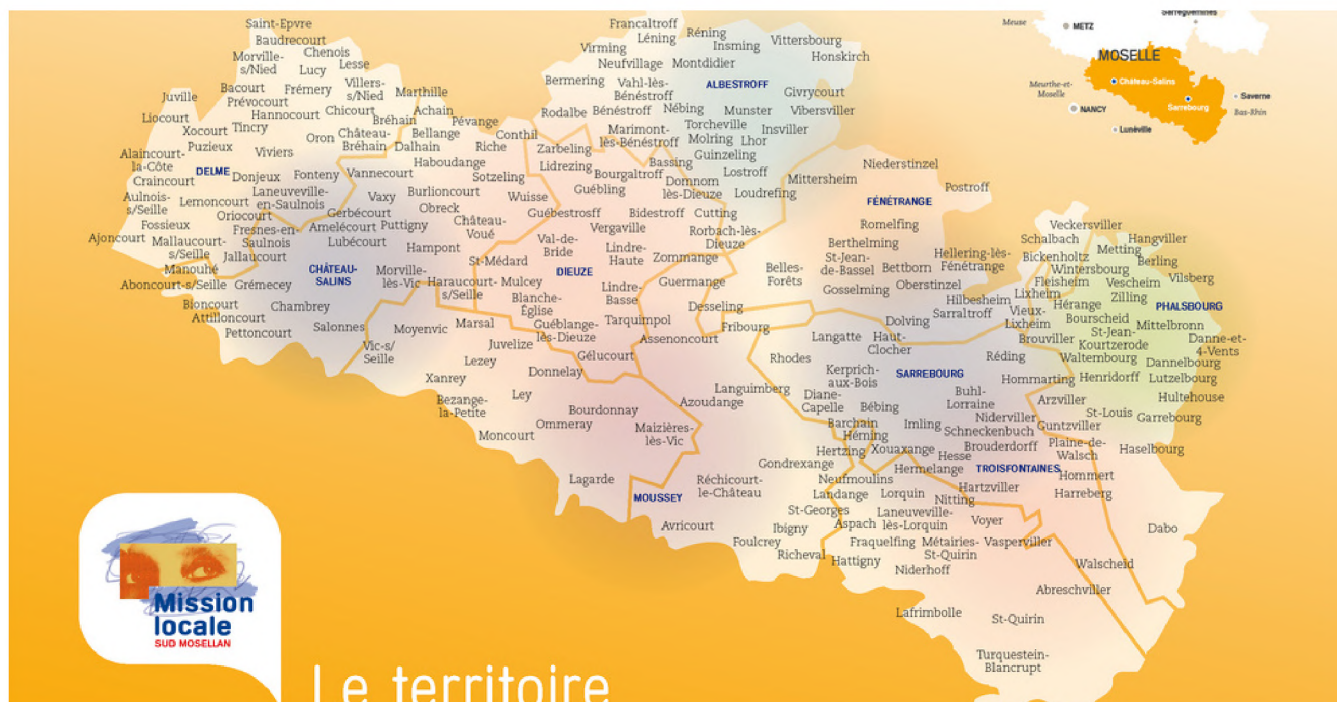 Saint-Epvre
Baudrecourt
Morville-
s/Nied
Chenois
Lesse
Lucy
Villers-
s/Nied
Juville
Bacourt
Frémery
Prévocourt
Hannocourt
Chicourt
Marthille
Achain
Liocourt
Xocourt
Tincry
Bréhain
Pévange
Puzieux
Oron
Château-
Bréhain
Bellange
Dalhain
Riche
Conthil
Viviers
Haboudange
Alaincourt-
la-Côte
DELME
Donjeux
Fonteny
Vannecourt
Sotzeling
Craincourt
Laneuveville-
en-Saulnois
Vaxy
Burlioncourt
Wuisse
Aulnois-
s/Seille
Lemoncourt
Oriocourt
Gerbécourt
Obreck
Fossieux
Fresnes-en-
Saulnois
Amelécourt
Puttigny
Château-
Voué
Ajoncourt
Mallaucourt-
s/Seille
Lubécourt
Hampont
Jallaucourt
Manouhé
CHÂTEAU-
SALINS
Morville-
lès-Vic
St-Médard
Haraucourt-
s/Seille
Aboncourt-s/Seille
Grémecey
Bioncourt
Chambrey
Attilloncourt
Pettoncourt
Salonnes
Moyenvic
Marsal
Vic-s/
Seille
Francaltroff
Léning
Réning
Insming
Vittersbourg
Virming
Neufvillage
Montdidier
Honskirch
Bermering
Vahl-lès-
Bénestroff
ALBESTROFF
Givrycourt
Rodalbe
Bénestroff
Nébing
Munster
Vibersviller
Marimont-
lès-Bénestroff
Torcheville
Insviller
Molring
Lhor
Zarbeling
Guinzeling
Lidrezing
Bassing
Lostroff
Bourgaltroff
Domnom
lès-Dieuze
Loudrefing
Mittersheim
Guébling
Guébestroff
Bidestroff
Cutting
Vergaville
Rorbach-lès-
Dieuze
Val-de-
Bride
Lindre-
Haute
Zommange
DIEUZE
Guermange
Mulcey
Lindre-
Basse
Blanche-
Église
Desseling
Tarquimpol
Guéblange-
lès-Dieuze
Assenoncourt
Fribourg
Juvelize
Gélucourt
Lezey
Donnelay
Xanrey
Ley
Languimberg
Bezange-
la-Petite
Bourdonnay
Azoudange
Ommeray
Moncourt
Maizières-
lès-Vic
Lagarde
MOUSSEY
Réchicourt-
le-Château
Gondrexange
Avricourt
St-Georges
Ibigny
Foulcrey
Richeval
Niederstinzel
Postroff
FÉNÉTRANGE
Romelfing
Berthelming
St-Jean-
de-Bassel
Bettborn
Hellering-lès-
Fénétrange
Belles-
Forêts
Gosselming
Oberstinzel
Hilbesheim
Sarraltroff
Dolving
Langatte
Haut-
Clocher
Rhodes
SARREBOURG
Réding
Kerprich-
aux-Bois
Buhl-
Lorraine
Hommarting
Diane-
Capelle
Bébing
Niderviller
Barchain
Imling
Schneckenbuch
Héming
Hertzing
Xouaxange
Brouderdorff
Hesse
Hermelange
TROISFONTAINES
Neufmoulins
Landange
Lorquin
Hartzviller
Nitting
Aspach
Laneuveville-
lès-Lorquin
Voyer
Fraquelfing
Métairies-
St-Quirin
Vasperviller
Hattigny
Niderhoff
Lafrimbolle
St-Quirin
Abreschviller
Turquestein-
Blancrupt
Veckersviller
Schalbach
Hangviller
Metting
Bickenholtz
Berling
Wintersbourg
Fleisheim
Vescheim
Vilsberg
Lixheim
Zilling
Hérange
PHALSBOURG
Vieux-
Lixheim
Bourscheid
Mittelbronn
St-Jean-
Kourtzerode
Brouviller
Danne-et-
4-Vents
Waltembourg
Dannelbourg
Henridorff
Lutzelbourg
Hultehouse
Arzviller
St-Louis
Garrebourg
Guntzviller
Plaine-de-
Walsch
Haselbourg
Hommert
Harreberg
Dabo
Walscheid
Meuse
METZ
Sarreguemines
MOSELLE
Château-Salins
Meurthe-et-
Moselle
Sarrebourg
Saverne
NANCY
Bas-Rhin
Lunéville
Mission
locale
SUD MOSELLAN
Le territoire